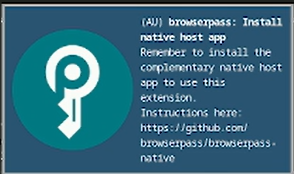 (AU) browserpass: Install
native host app
Remember to install the
complementary native host
app to use this
extension.
Instructions here:
https://github.com/
browserpass/browserpass-
native